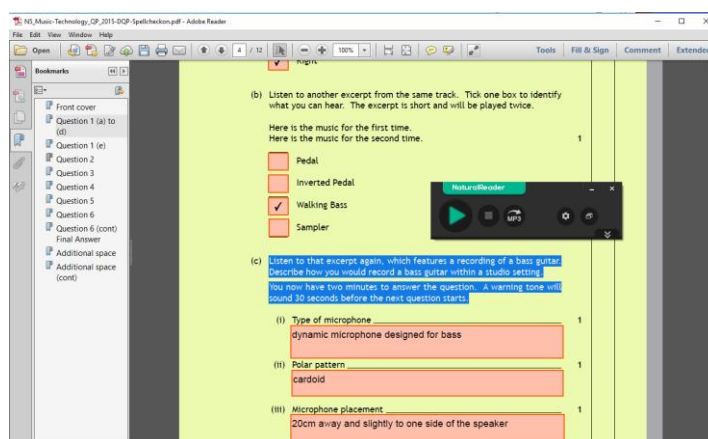 N5_Music-Technology_QP_2015-DQP-Spellcheckon.pdf - Adobe Reader
File Edit View Window Help
Open 4 / 12 100% Tools Fill & Sign Comment Extended
Bookmarks
Front cover
Question 1 (a) to
(d)
Question 1 (e)
Question 2
Question 3
Question 4
Question 5
Question 6
Question 6 (cont)
Final Answer
Additional space
Additional space
(cont)
Right
(b) Listen to another excerpt from the same track. Tick one box to identify
what you can hear. The excerpt is short and will be played twice.
Here is the music for the first time.
Here is the music for the second time. 1
Pedal
Inverted Pedal
Walking Bass
Sampler
NaturalReader
MP3
(c) Listen to that excerpt again, which features a recording of a bass guitar.
Describe how you would record a bass guitar within a studio setting.
You now have two minutes to answer the question. A warning tone will
sound 30 seconds before the next question starts.
(i) Type of microphone 1
dynamic microphone designed for bass
(ii) Polar pattern 1
cardoid
(iii) Microphone placement 1
20cm away and slightly to one side of the speaker